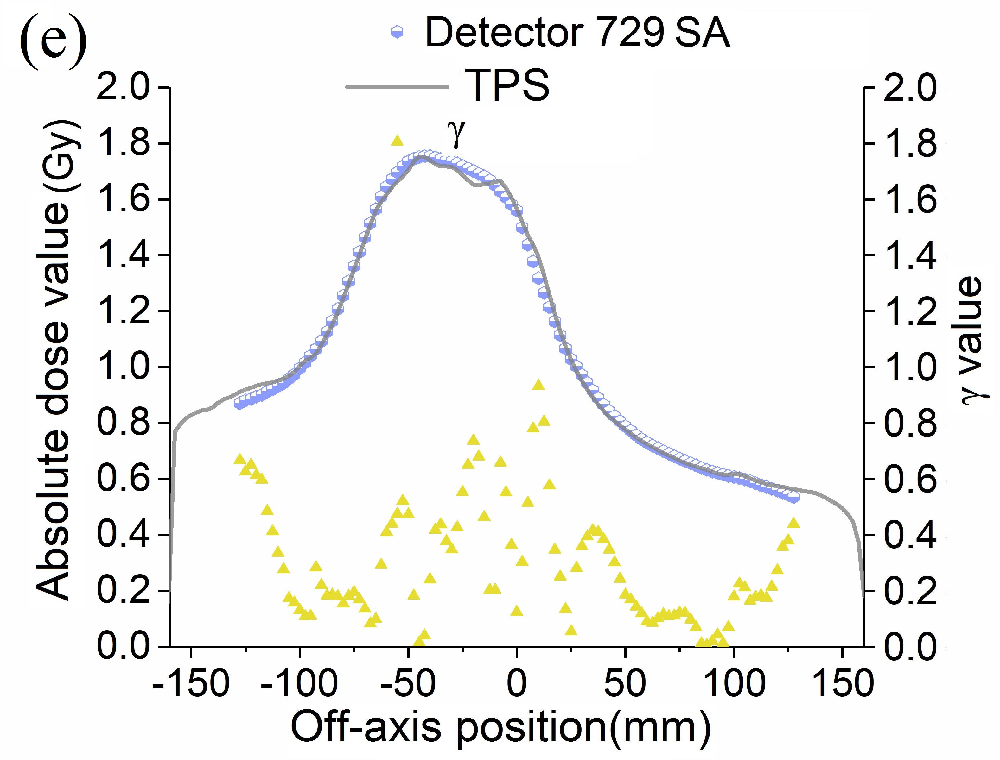 (e)
Detector 729 SA
TPS
γ
Absolute dose value (Gy)
2.0
1.8
1.6
1.4
1.2
1.0
0.8
0.6
0.4
0.2
0.0
2.0
1.8
1.6
1.4
1.2
1.0
0.8
0.6
0.4
0.2
0.0
γ value
-150 -100 -50 0 50 100 150
Off-axis position(mm)